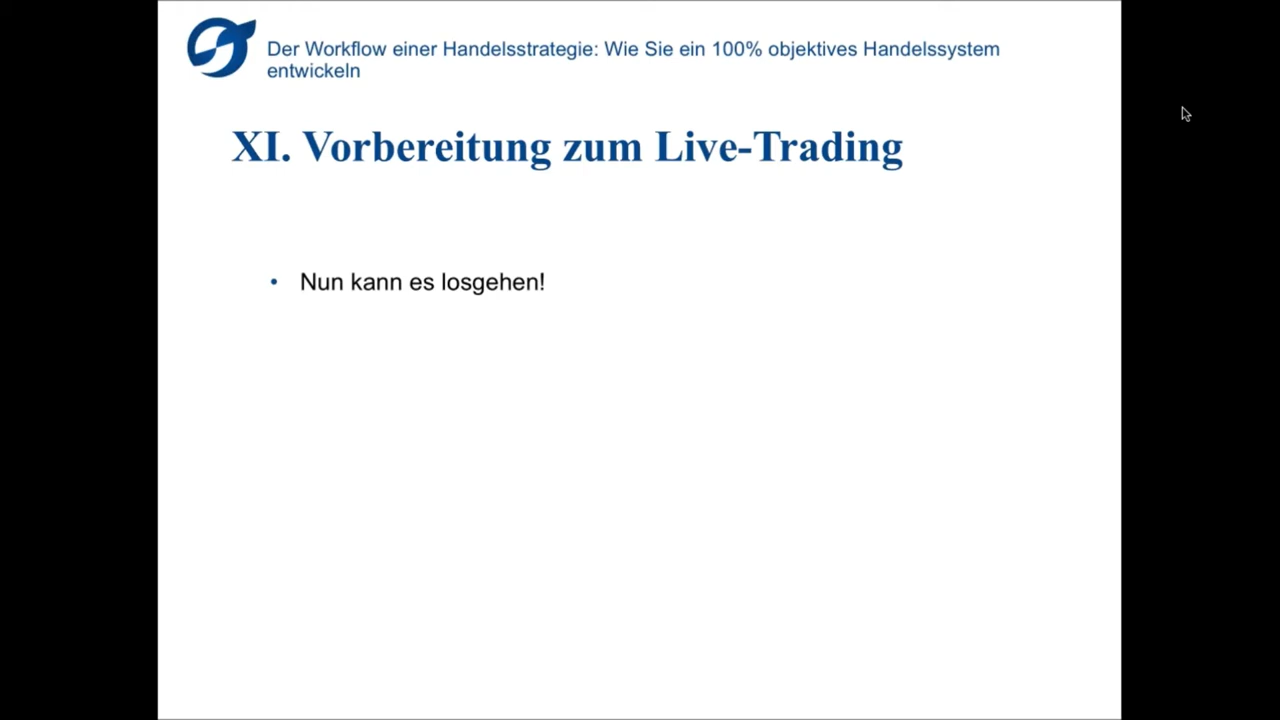 Der Workflow einer Handelsstrategie: Wie Sie ein 100% objektives Handelssystem
entwickeln
XI. Vorbereitung zum Live-Trading
• Nun kann es losgehen!